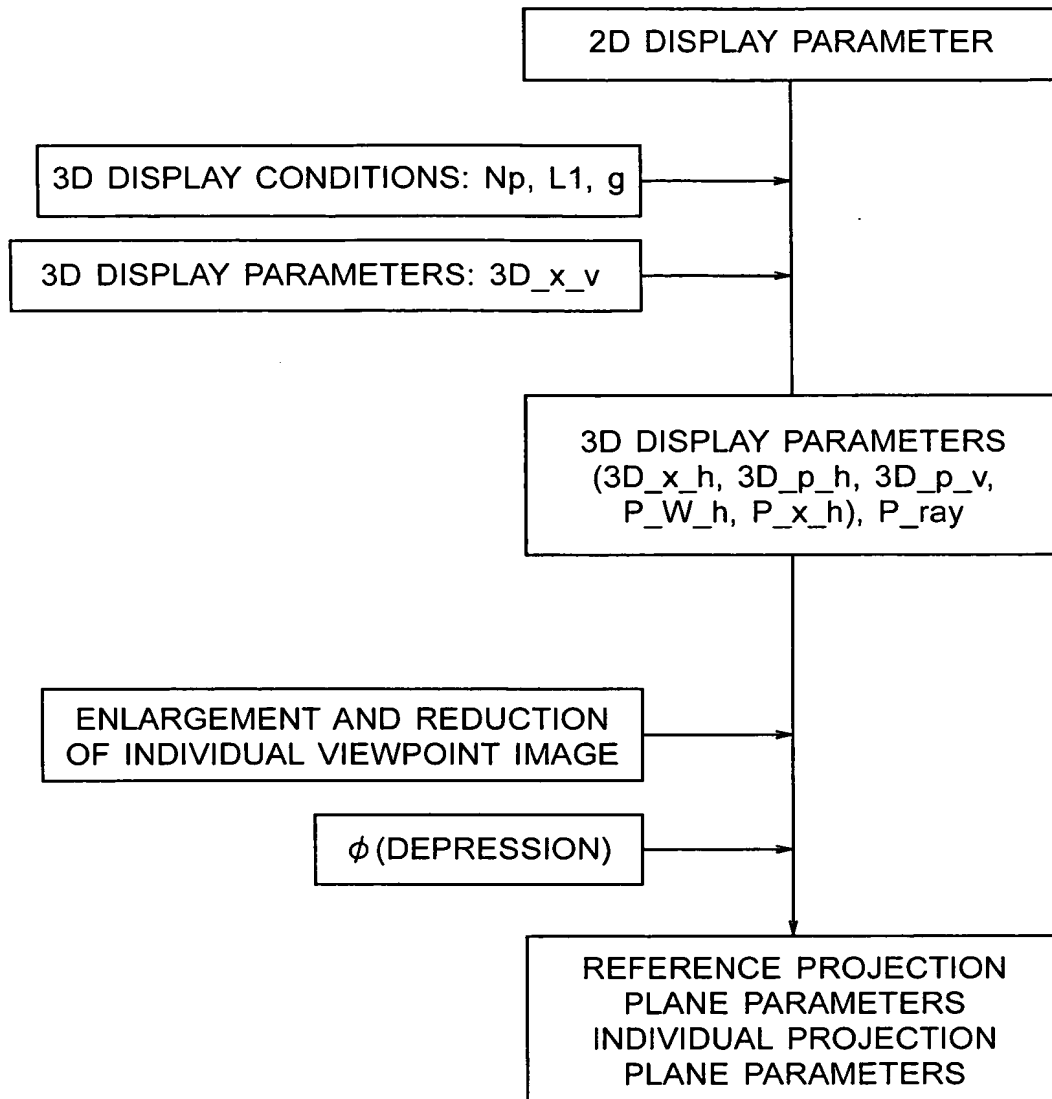 2D DISPLAY PARAMETER
3D DISPLAY CONDITIONS: Np, L1, g
3D DISPLAY PARAMETERS: 3D_x_v
3D DISPLAY PARAMETERS
(3D_x_h, 3D_p_h, 3D_p_v,
P_W_h, P_x_h), P_ray
ENLARGEMENT AND REDUCTION
OF INDIVIDUAL VIEWPOINT IMAGE
ϕ(DEPRESSION)
REFERENCE PROJECTION
PLANE PARAMETERS
INDIVIDUAL PROJECTION
PLANE PARAMETERS